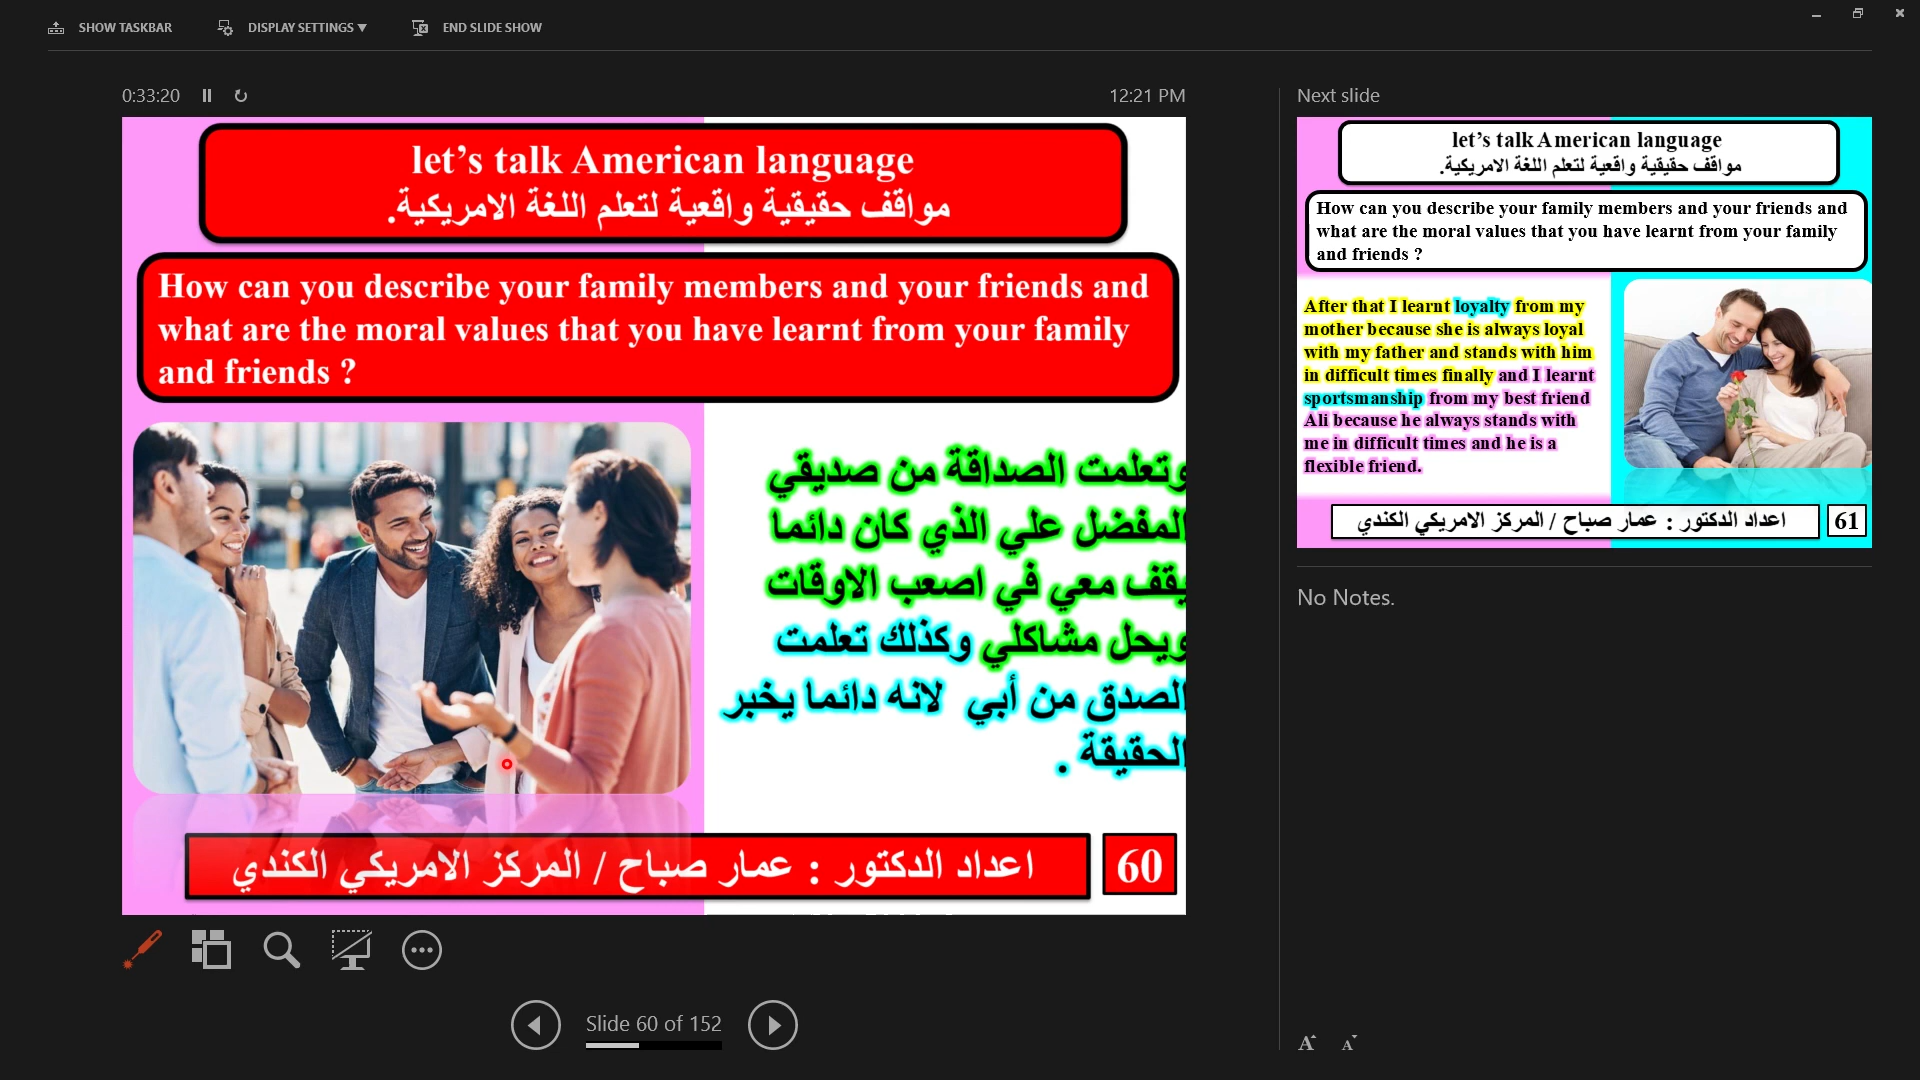 SHOW TASKBAR
DISPLAY SETTINGS
END SLIDE SHOW
0:33:20
12:21 PM
let’s talk American language
مواقف حقيقية واقعية لتعلم اللغة الامريكية.
How can you describe your family members and your friends and
what are the moral values that you have learnt from your family
and friends ?
وتعلمت الصداقة من صديقي
المفضل علي الذي كان دائما
يقف معي في اصعب الاوقات
ويحل مشاكلي وكذلك تعلمت
الصدق من أبي لانه دائما يخبر
الحقيقة .
اعداد الدكتور : عمار صباح / المركز الامريكي الكندي
60
Slide 60 of 152
Next slide
let’s talk American language
مواقف حقيقية واقعية لتعلم اللغة الامريكية.
How can you describe your family members and your friends and
what are the moral values that you have learnt from your family
and friends ?
After that I learnt loyalty from my
mother because she is always loyal
with my father and stands with him
in difficult times finally and I learnt
sportsmanship from my best friend
Ali because he always stands with
me in difficult times and he is a
flexible friend.
اعداد الدكتور : عمار صباح / المركز الامريكي الكندي
61
No Notes.
A A